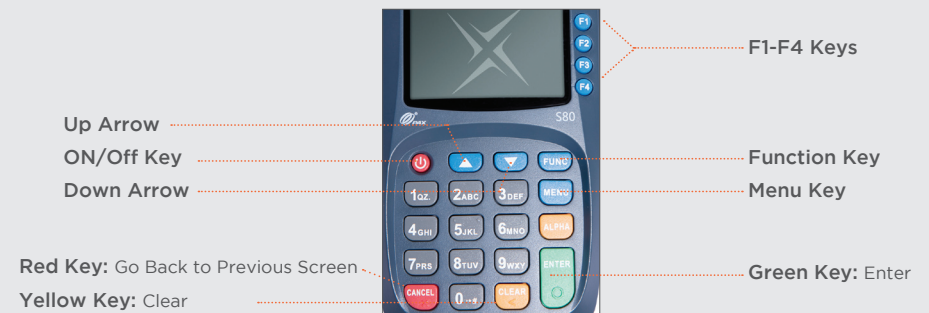 F1
F2
F3
F4
F1-F4 Keys
PAX
S80
Up Arrow
ON/Off Key
Down Arrow
FUNC
Function Key
Menu Key
1QZ.
2ABC
3DEF
MENU
4GHI
5JKL
6MNO
ALPHA
7PRS
8TUV
9WXY
ENTER
Red Key: Go Back to Previous Screen
Yellow Key: Clear
CANCEL
0
CLEAR
Green Key: Enter